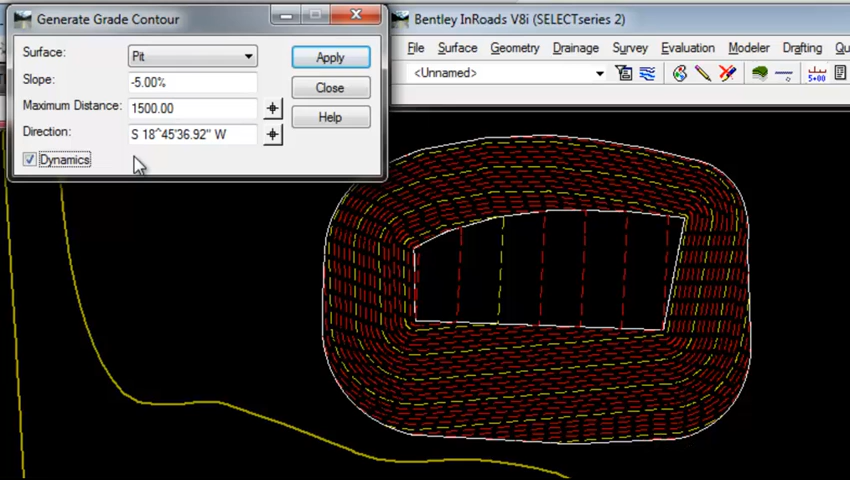 Generate Grade Contour
Surface: Pit
Slope: -5.00%
Maximum Distance: 1500.00
Direction: S 18^45'36.92" W
Dynamics
Apply
Close
Help
Bentley InRoads V8i (SELECTseries 2)
File Surface Geometry Drainage Survey Evaluation Modeler Drafting Qu
<Unnamed>
5+00